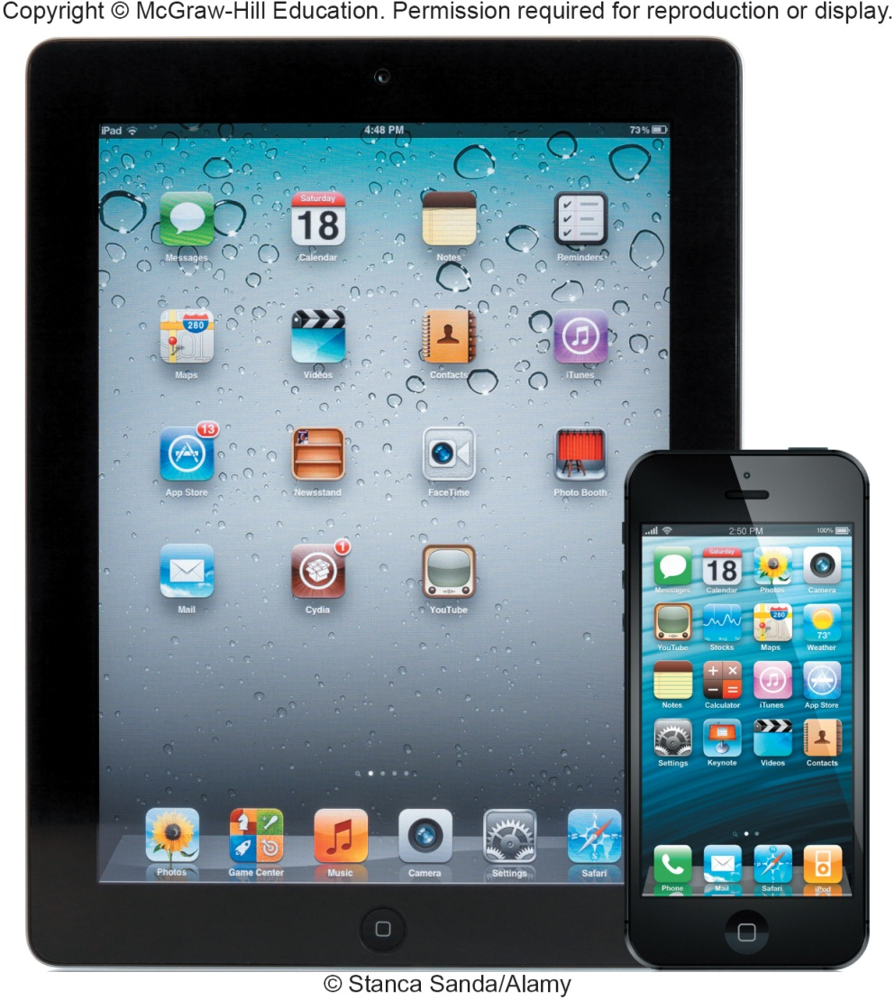 Copyright © McGraw-Hill Education. Permission required for reproduction or display.
iPad 4:48 PM 73%
Saturday
18
Messages Calendar Notes Reminders
280
Maps Videos Contacts iTunes
13
App Store Newsstand FaceTime Photo Booth
1
Mail Cydia YouTube
Photos Game Center Music Camera Settings Safari
2:50 PM 100%
Saturday
18
Messages Calendar Photos Camera
280
73°
YouTube Stocks Maps Weather
Notes Calculator iTunes App Store
Settings Keynote Videos Contacts
Phone Mail Safari iPod
© Stanca Sanda/Alamy